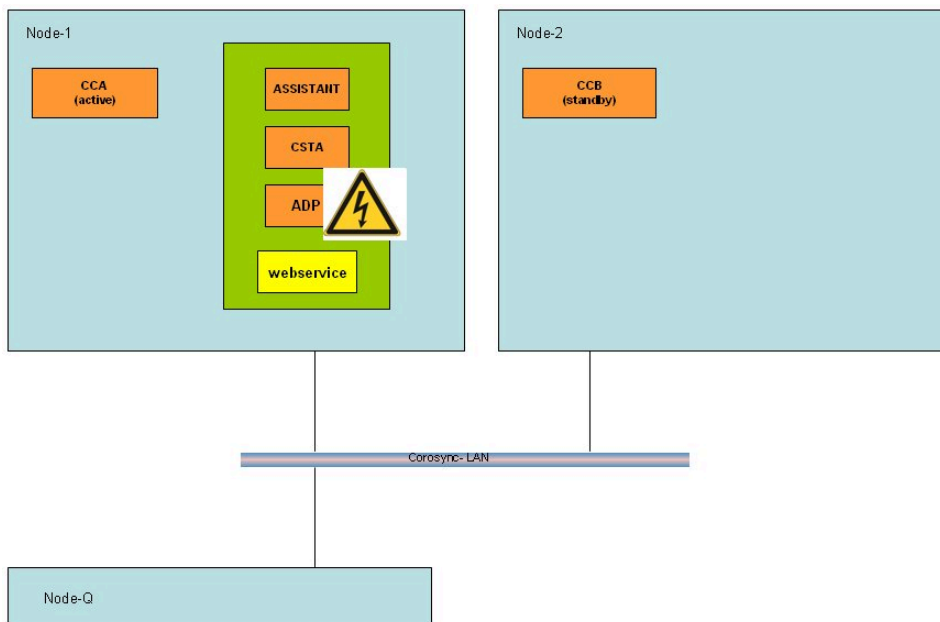 Node-1
CCA
(active)
ASSISTANT
CSTA
ADP
webservice
Node-2
CCB
(standby)
Corosync- LAN
Node-Q